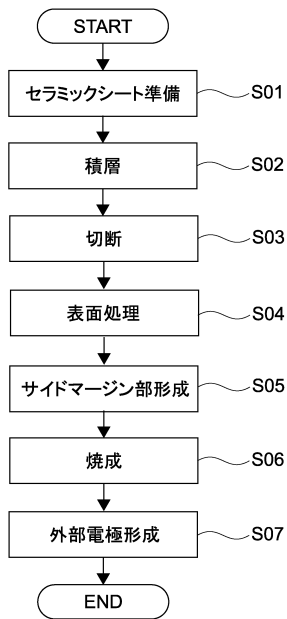 START
セラミックシート準備 S01
積層 S02
切断 S03
表面処理 S04
サイドマージン部形成 S05
焼成 S06
外部電極形成 S07
END